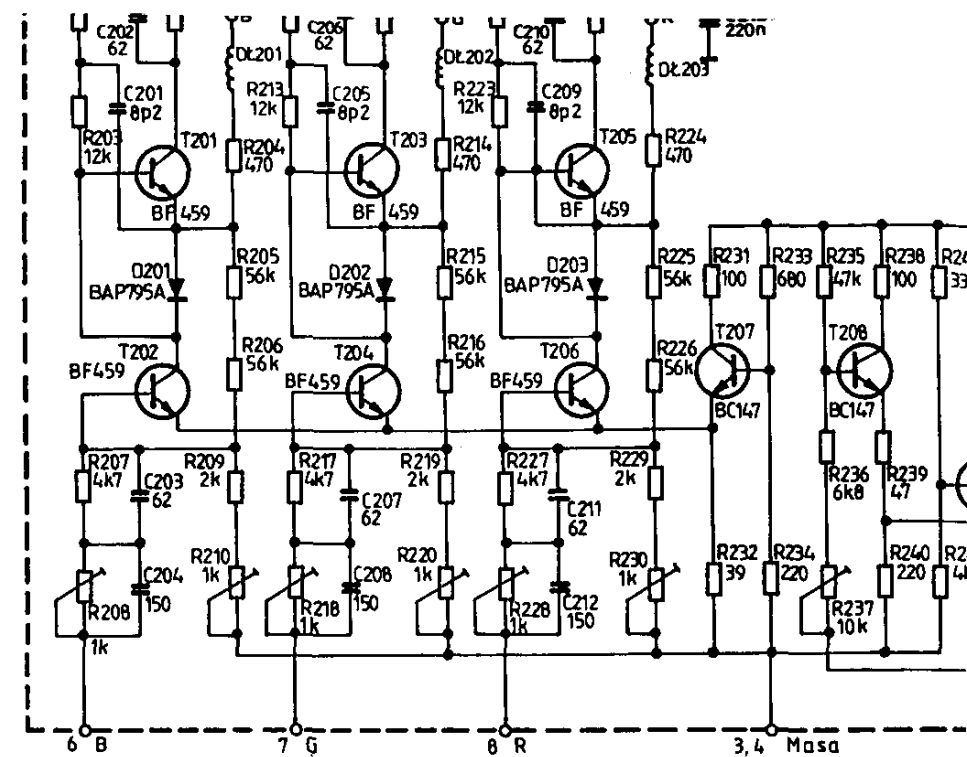 C202
62
C206
62
C210
62
220n
DŁ201
DŁ202
DŁ203
C201
8p2
R213
12k
C205
8p2
R223
12k
C209
8p2
R203
12k
T201
R204
470
T203
R214
470
T205
R224
470
BF 459
BF 459
BF 459
D201
BAP795A
R205
56k
D202
BAP795A
R215
56k
D203
BAP795A
R225
56k
R231
100
R233
680
R235
47k
R238
100
T202
BF459
R206
56k
T204
BF459
R216
56k
T206
BF459
R226
56k
T207
BC147
T208
BC147
R207
4k7
C203
62
R209
2k
R217
4k7
C207
62
R219
2k
R227
4k7
C211
62
R229
2k
R236
6k8
R239
47
R208
1k
C204
150
R210
1k
R218
1k
C208
150
R220
1k
R228
1k
C212
150
R230
1k
R232
39
R234
220
R237
10k
R240
220
6 B
7 G
8 R
3,4 Masa